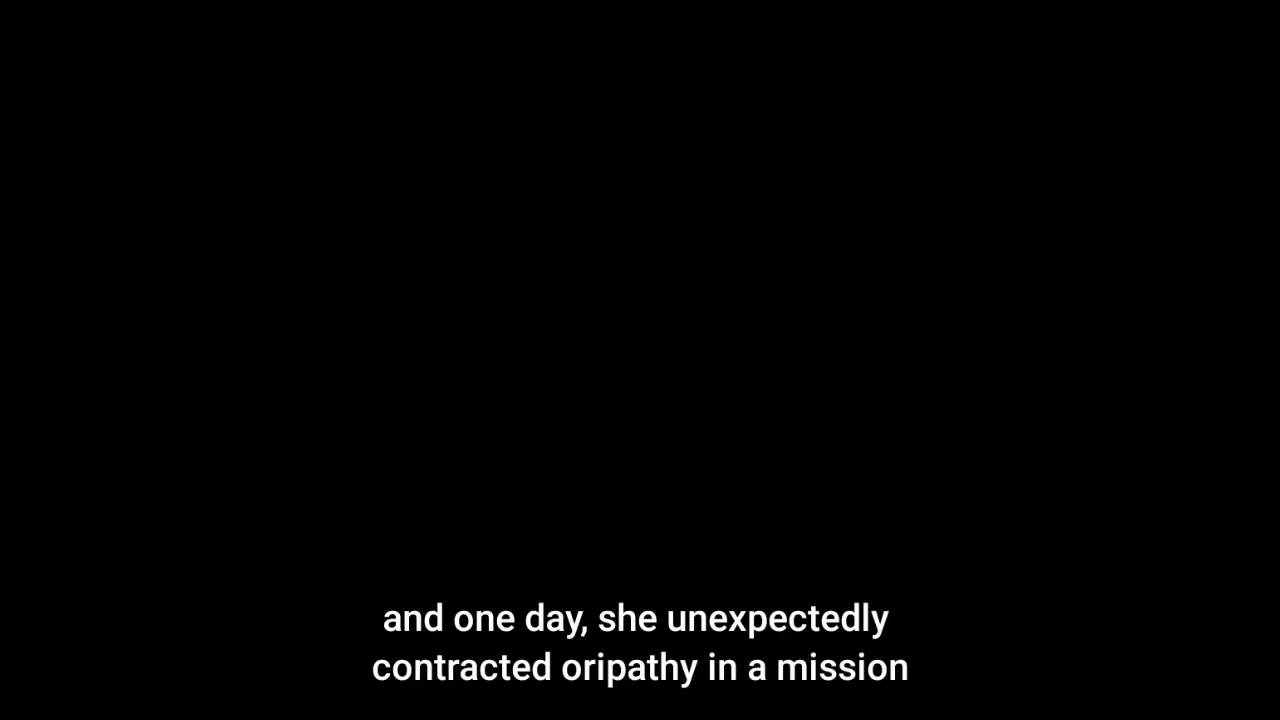 and one day, she unexpectedly
contracted oripathy in a mission